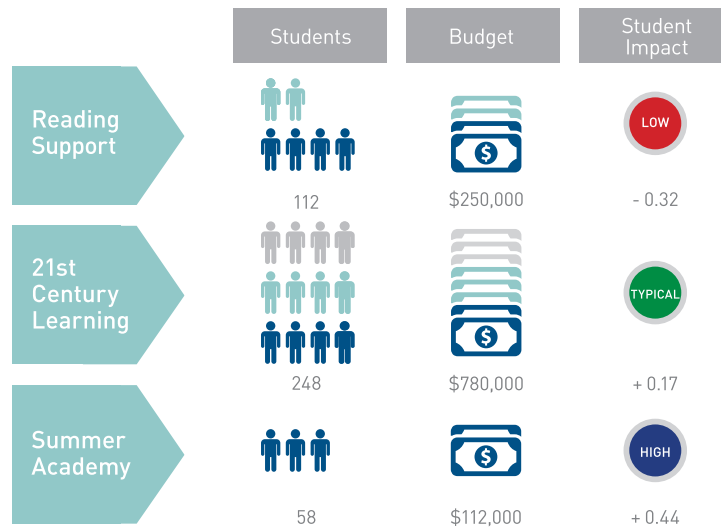 Students
Budget
Student
Impact
Reading
Support
$
LOW
112
$250,000
- 0.32
21st
Century
Learning
$
TYPICAL
248
$780,000
+ 0.17
Summer
Academy
$
HIGH
58
$112,000
+ 0.44